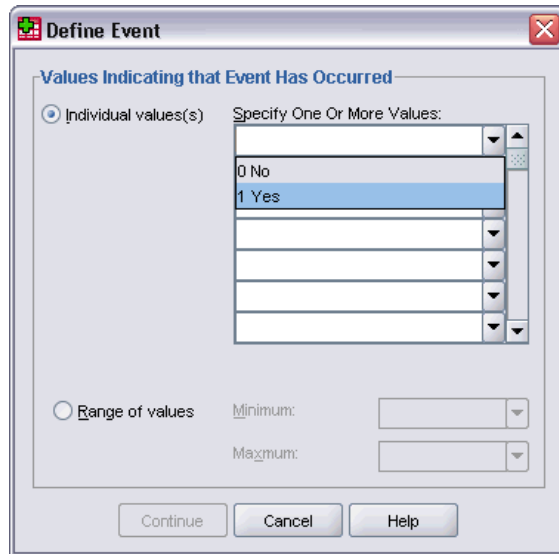 Define Event
Values Indicating that Event Has Occurred
Individual values(s)
Specify One Or More Values:
0 No
1 Yes
Range of values
Minimum:
Maxmum:
Continue
Cancel
Help